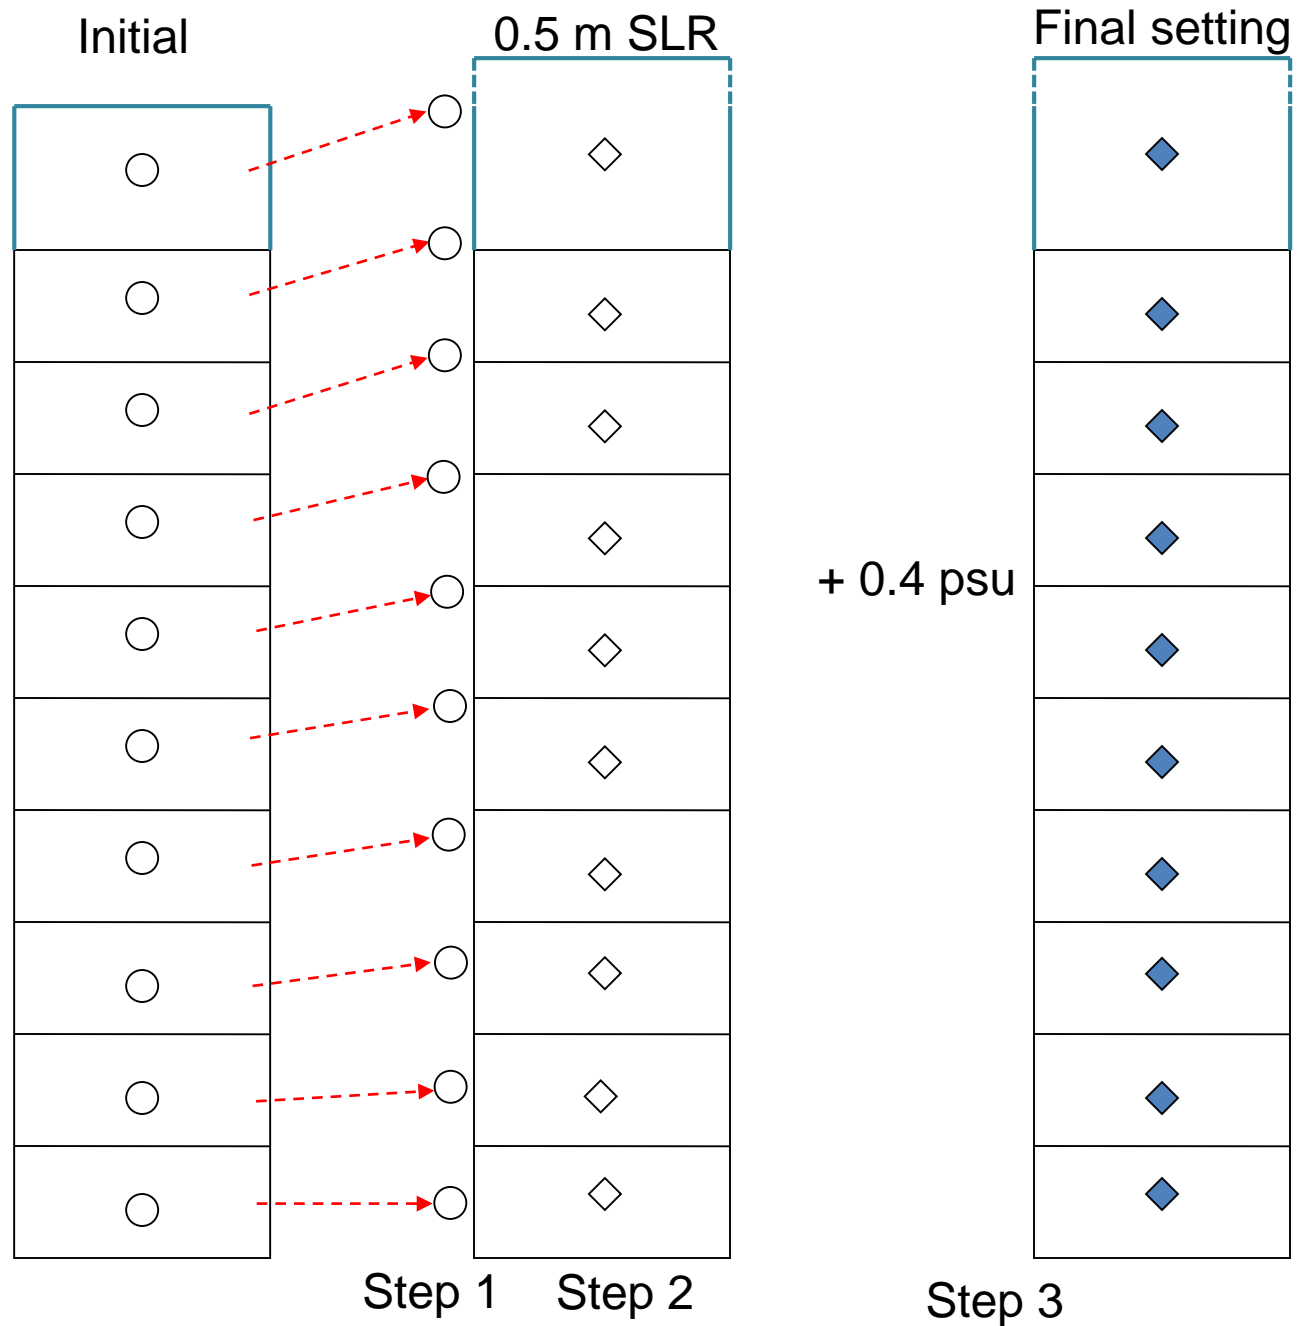 Initial
0.5 m SLR
Final setting
+ 0.4 psu
Step 1
Step 2
Step 3